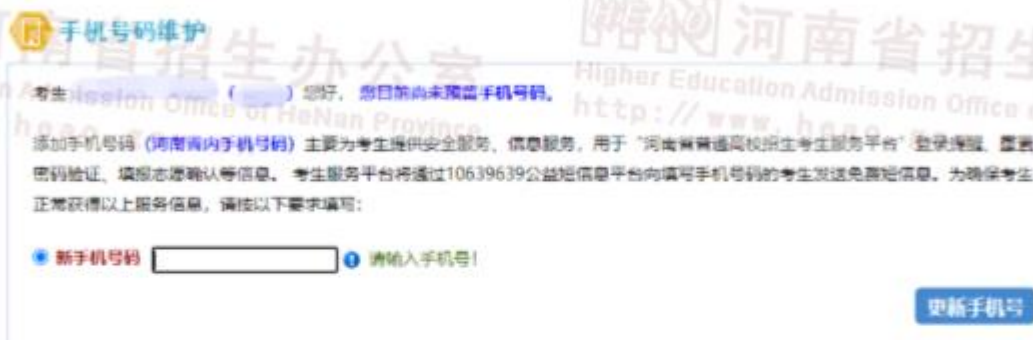 手机号码维护
考生 ( ) 您好, 您目前尚未预留手机号码。
添加手机号码 (河南省内手机号码) 主要为考生提供安全服务、信息服务, 用于“河南省普通高校招生考生服务平台”登录提醒、重置
密码验证、填报志愿确认等信息。 考生服务平台将通过10639639公益短信息平台向填写手机号码的考生发送免费短信息。为确保考生
正常获得以上服务信息, 请按以下要求填写:
新手机号码 请输入手机号!
更新手机号
河南省招生办公室
Admission Office of HeNan Province
河南省招生
Higher Education Admission Office
http://www.heao